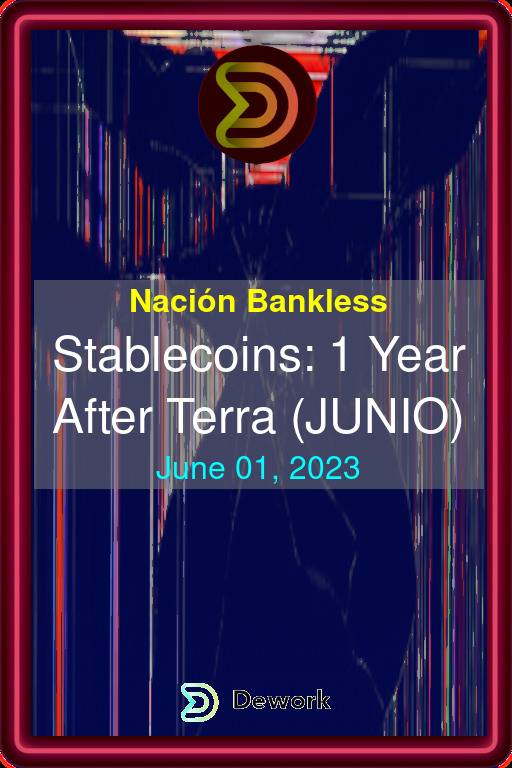 Nación Bankless
Stablecoins: 1 Year
After Terra (JUNIO)
June 01, 2023
Dework